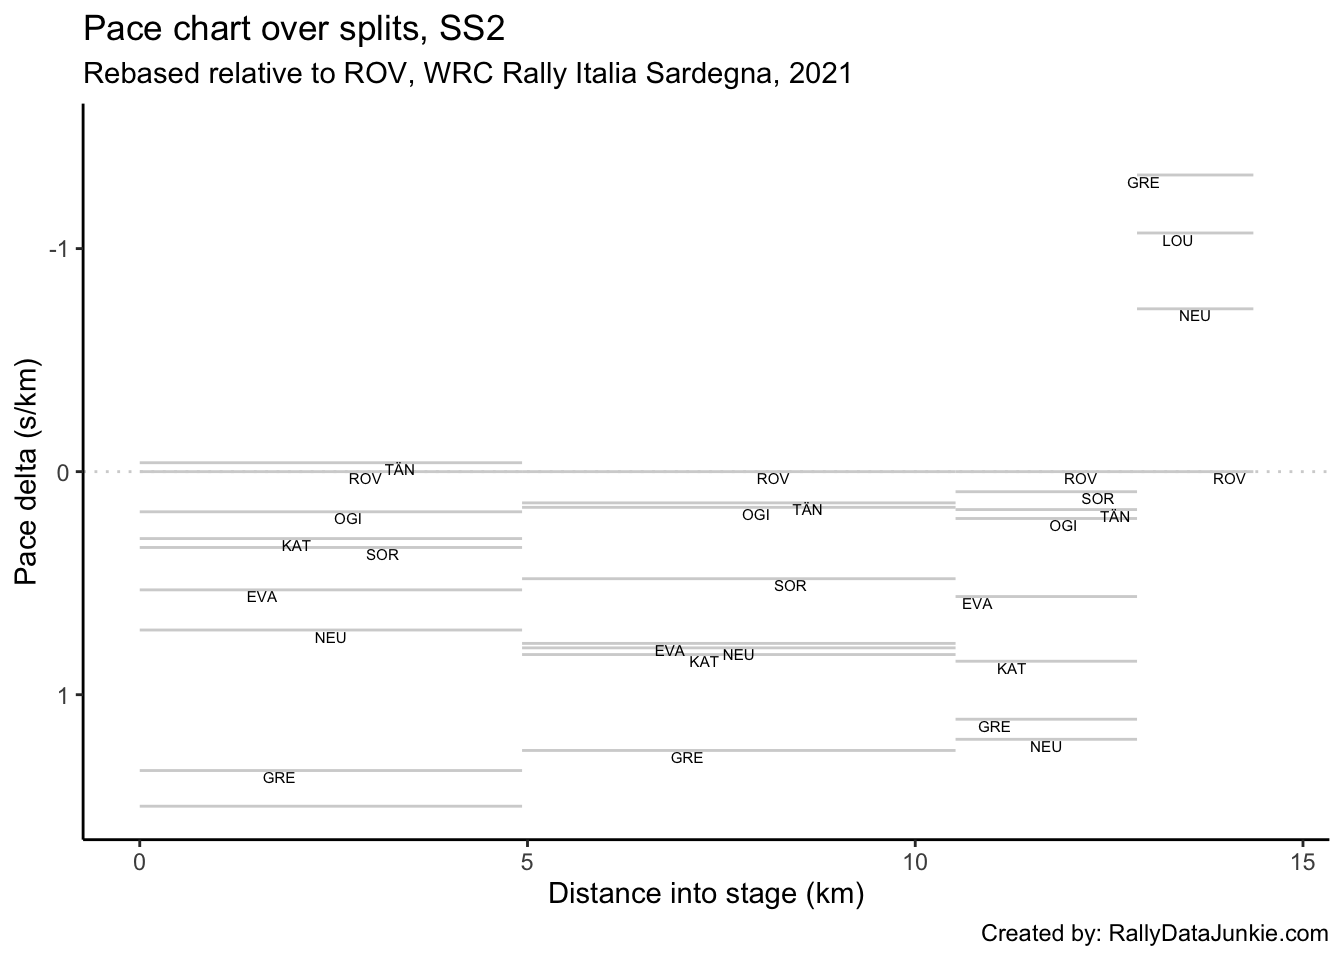 Pace chart over splits, SS2
Rebased relative to ROV, WRC Rally Italia Sardegna, 2021
Pace delta (s/km)
-1
0
1
GRE
LOU
NEU
TÄN
ROV ROV ROV ROV
SOR
OGI OGI TÄN TÄN
OGI
KAT
SOR
SOR
EVA EVA
NEU
EVA NEU
KAT KAT
GRE
NEU
GRE
GRE
0 5 10 15
Distance into stage (km)
Created by: RallyDataJunkie.com